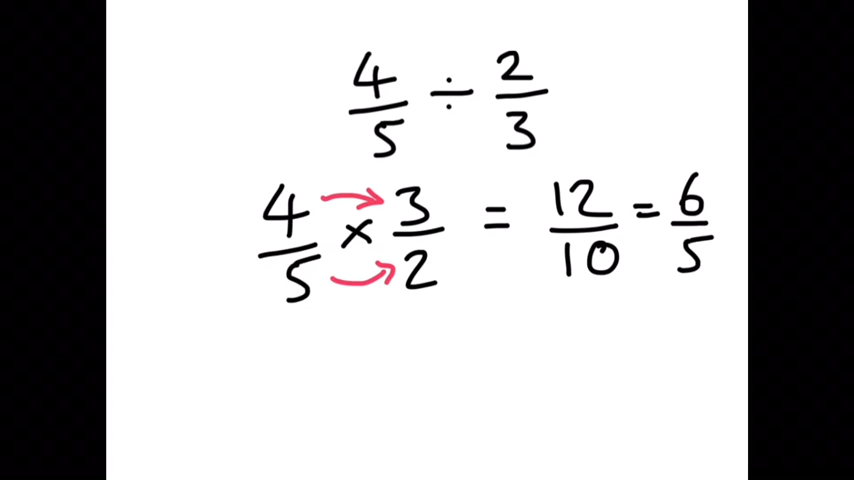 4/5 ÷ 2/3
4/5 × 3/2 = 12/10 = 6/5